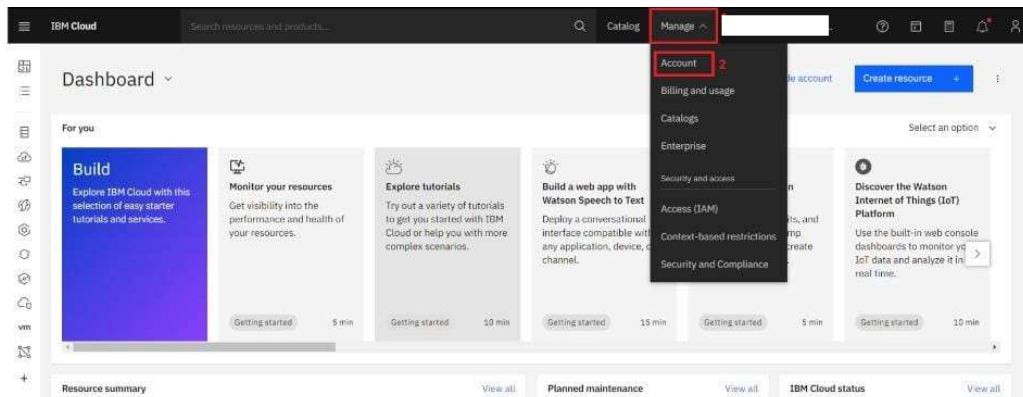 IBM Cloud
Search resources and products...
Catalog
Manage
Dashboard
Account
2
Billing and usage
Catalogs
Enterprise
Security and access
Access (IAM)
Context-based restrictions
Security and Compliance
account
Create resource +
For you
Select an option
Build
Explore IBM Cloud with this
selection of easy starter
tutorials and services.
Monitor your resources
Get visibility into the
performance and health of
your resources.
Getting started
5 min
Explore tutorials
Try out a variety of tutorials
to get you started with IBM
Cloud or help you with more
complex scenarios.
Getting started
10 min
Build a web app with
Watson Speech to Text
Deploy a conversational
interface compatible
any application, device,
channel.
Getting started
15 min
Getting started
5 min
Discover the Watson
Internet of Things (IoT)
Platform
Use the built-in web console
dashboards to monitor
IoT data and analyze it in
real time.
Getting started
10 min
vm
Resource summary
View all
Planned maintenance
View all
IBM Cloud status
View all